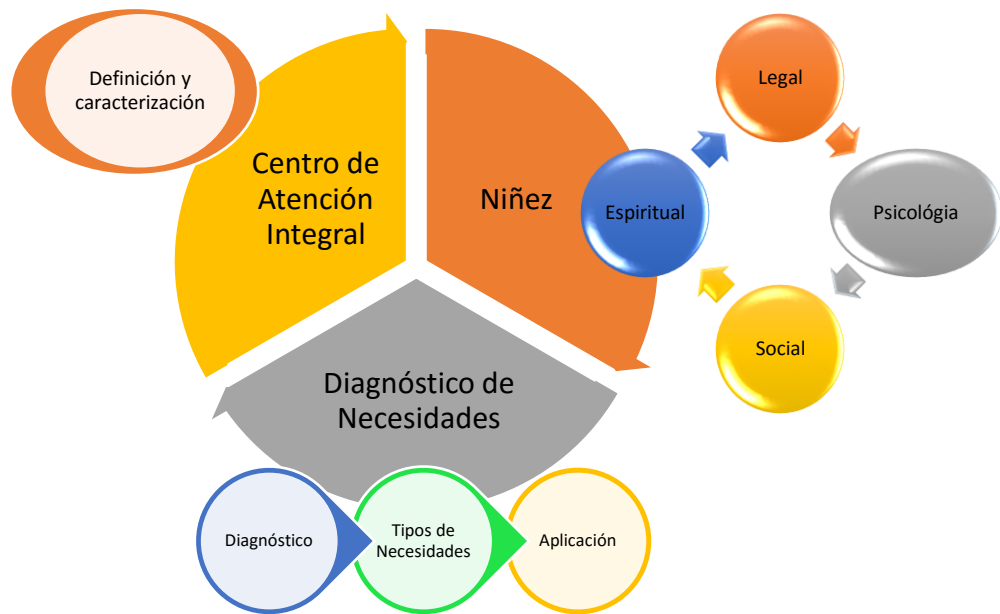 Definición y
caracterización
Centro de
Atención
Integral
Niñez
Legal
Psicológia
Social
Espiritual
Diagnóstico de
Necesidades
Diagnóstico
Tipos de
Necesidades
Aplicación